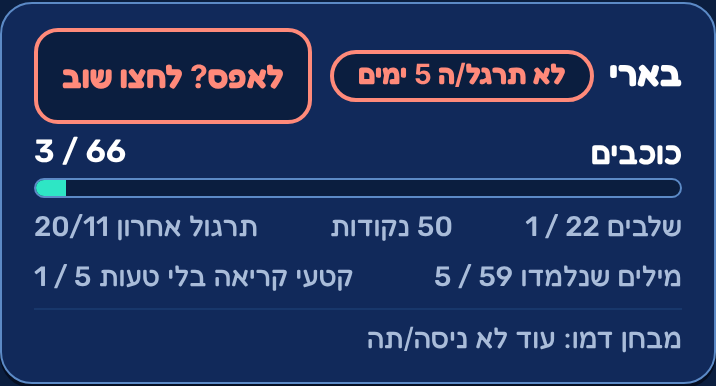 בארי לא תרגל/ה 5 ימים לאפס? לחצו שוב
כוכבים 3 / 66
שלבים 1 / 22 50 נקודות תרגול אחרון 20/11
מילים שנלמדו 5 / 59 קטעי קריאה בלי טעות 1 / 5
מבחן דמו: עוד לא ניסה/תה